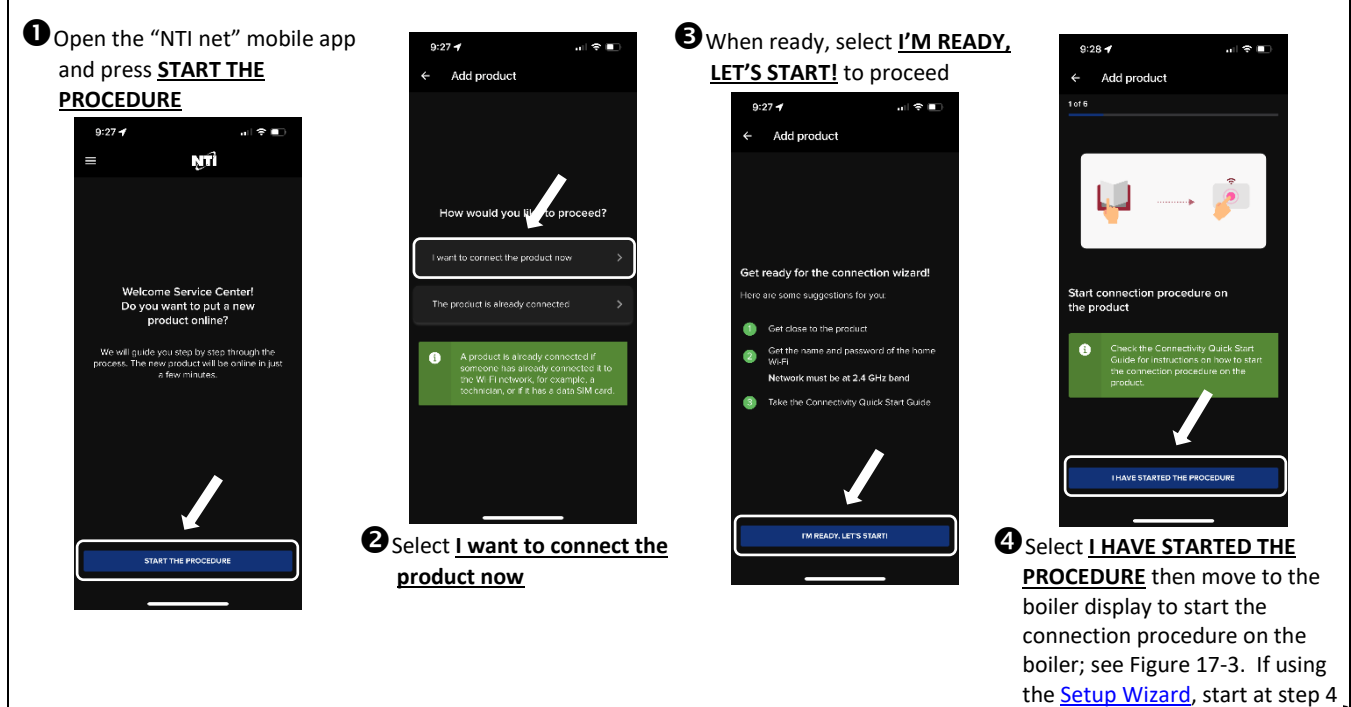 ❶Open the “NTI net” mobile app
and press START THE
PROCEDURE
9:27
NTI
Welcome Service Center!
Do you want to put a new
product online?
We will guide you step by step through the
process. The new product will be online in just
a few minutes.
START THE PROCEDURE
9:27
Add product
How would you to proceed?
I want to connect the product now
The product is already connected
A product is already connected if
someone has already connected it to
the Wi Fi network, for example, a
technician, or if it has a data SIM card.
❷Select I want to connect the
product now
❸When ready, select I’M READY,
LET’S START! to proceed
9:27
Add product
Get ready for the connection wizard!
Here are some suggestions for you:
1 Get close to the product
2 Get the name and password of the home
Wi-Fi
Network must be at 2.4 GHz band
3 Take the Connectivity Quick Start Guide
I'M READY, LET'S START!
9:28
Add product
1 of 6
Start connection procedure on
the product
Check the Connectivity Quick Start
Guide for instructions on how to start
the connection procedure on the
product.
I HAVE STARTED THE PROCEDURE
❹Select I HAVE STARTED THE
PROCEDURE then move to the
boiler display to start the
connection procedure on the
boiler; see Figure 17-3. If using
the Setup Wizard, start at step 4